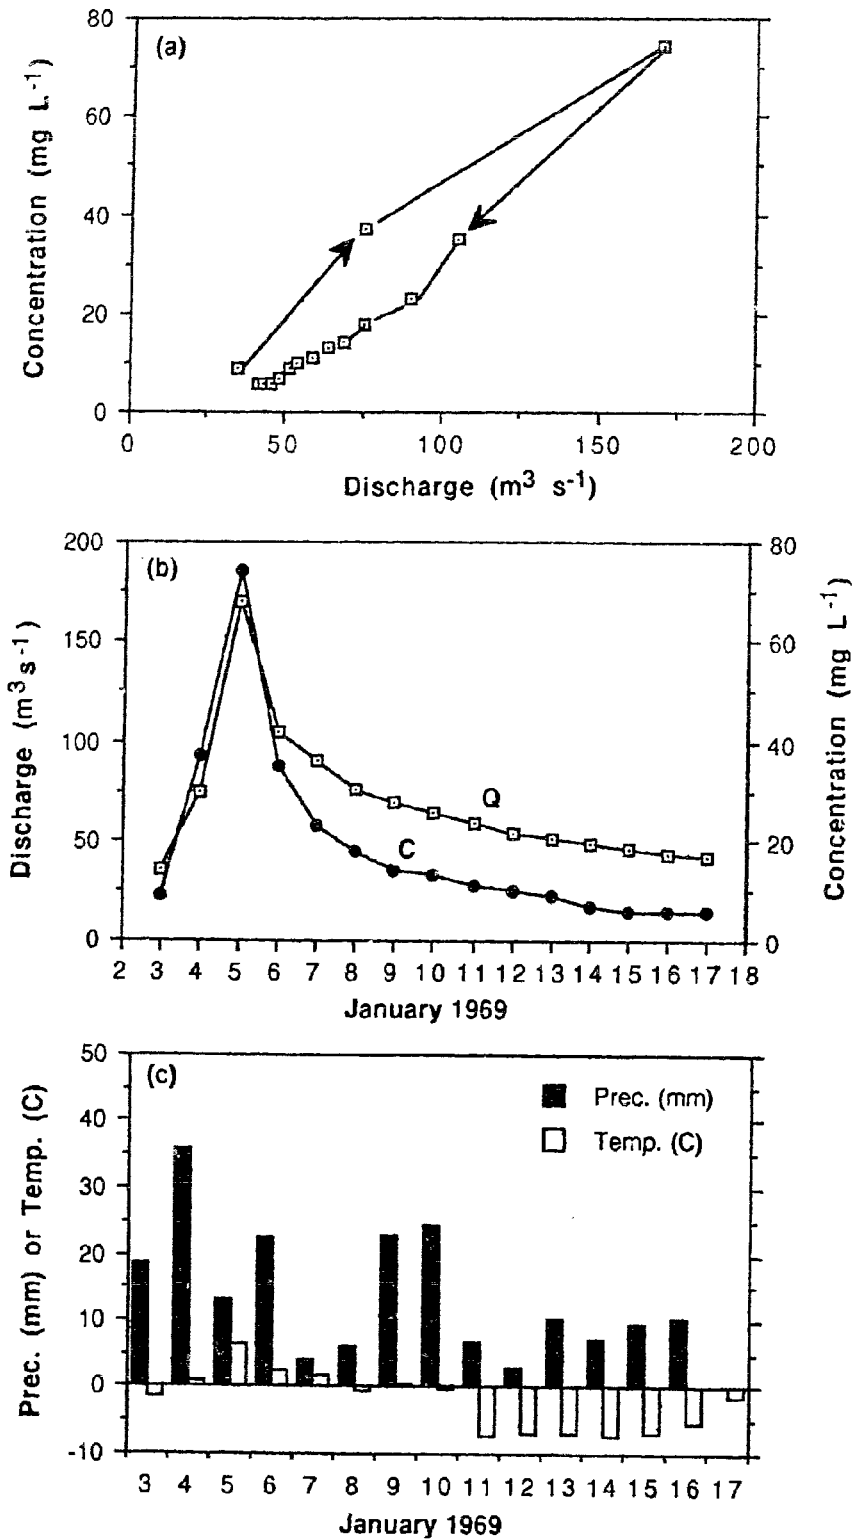 (a)
80
60
40
20
0
Concentration (mg L⁻¹)
0 50 100 150 200
Discharge (m³ s⁻¹)
(b)
200
150
100
50
0
Discharge (m³ s⁻¹)
80
60
40
20
0
Concentration (mg L⁻¹)
Q
C
2 3 4 5 6 7 8 9 10 11 12 13 14 15 16 17 18
January 1969
(c)
50
40
30
20
10
0
-10
Prec. (mm) or Temp. (C)
Prec. (mm)
Temp. (C)
3 4 5 6 7 8 9 10 11 12 13 14 15 16 17
January 1969